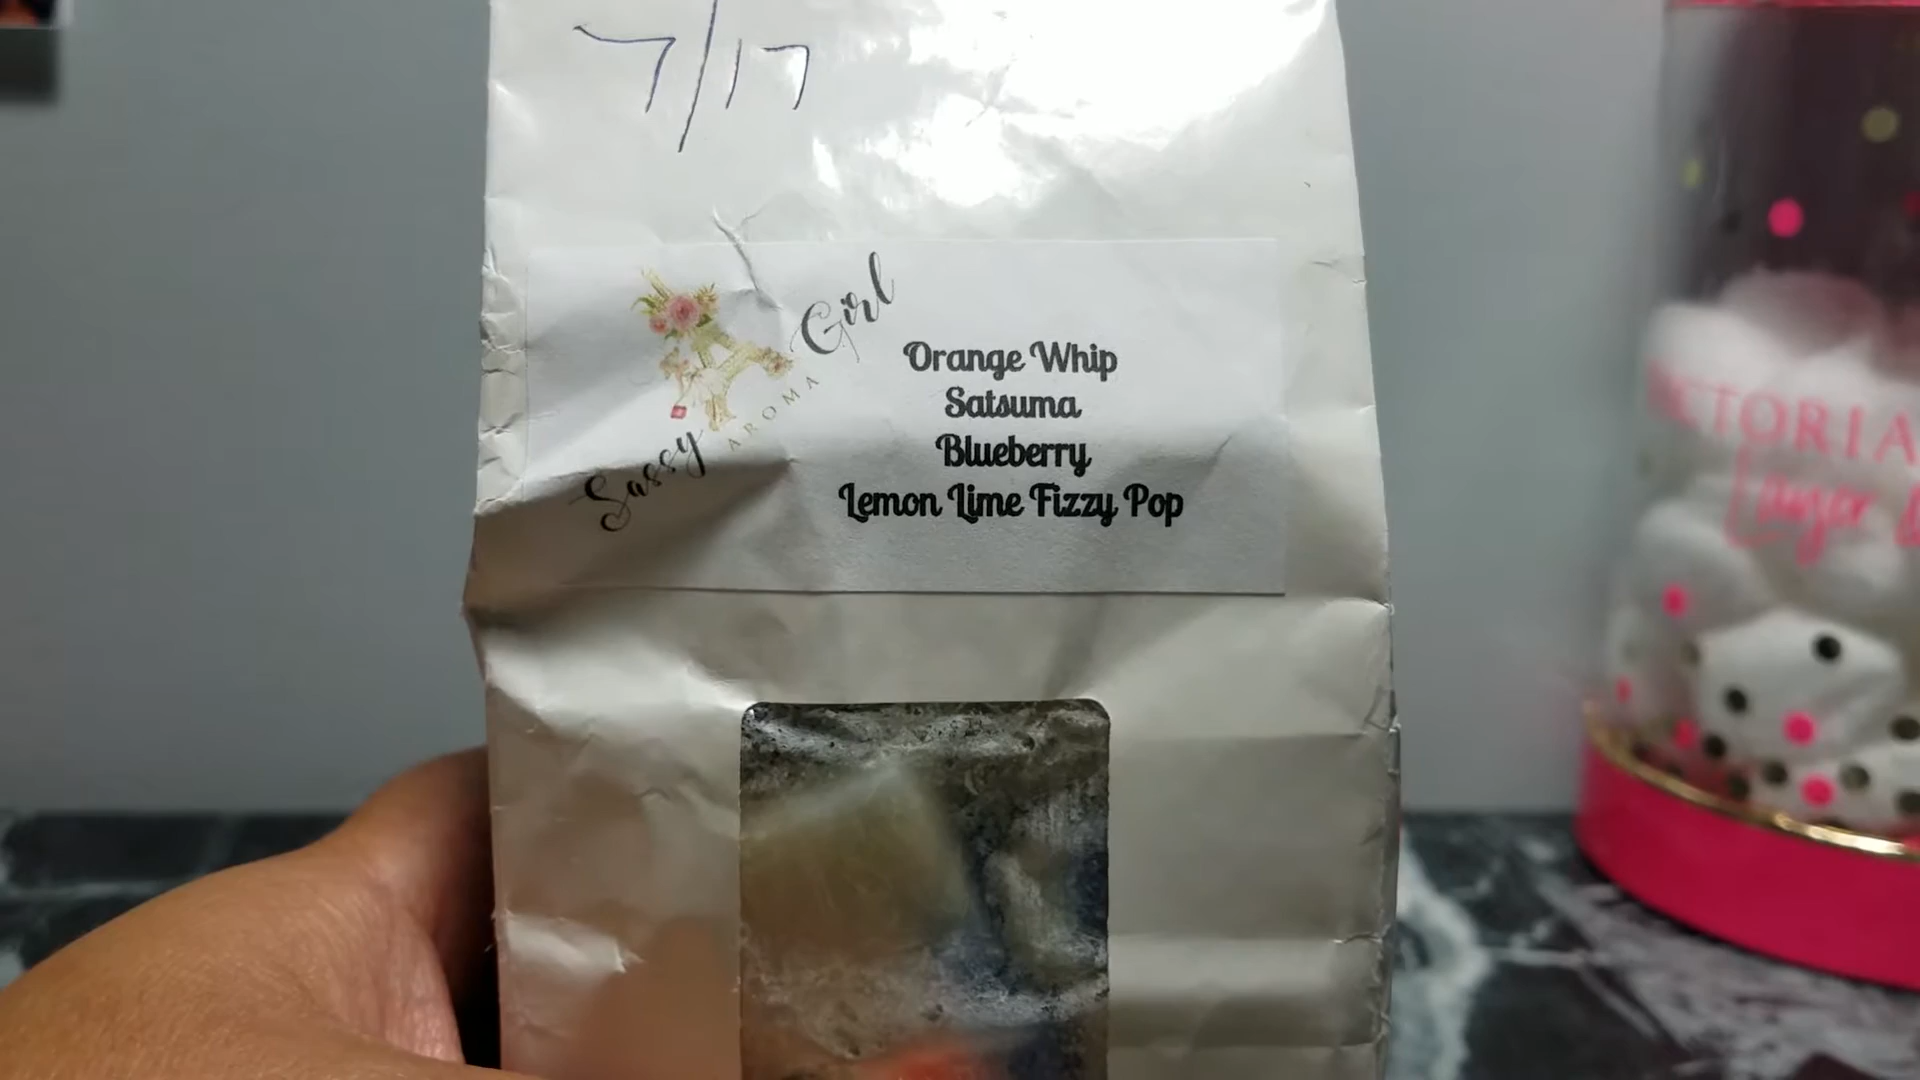 7/17
Sassy
AROMA
Girl
Orange Whip
Satsuma
Blueberry
Lemon Lime Fizzy Pop